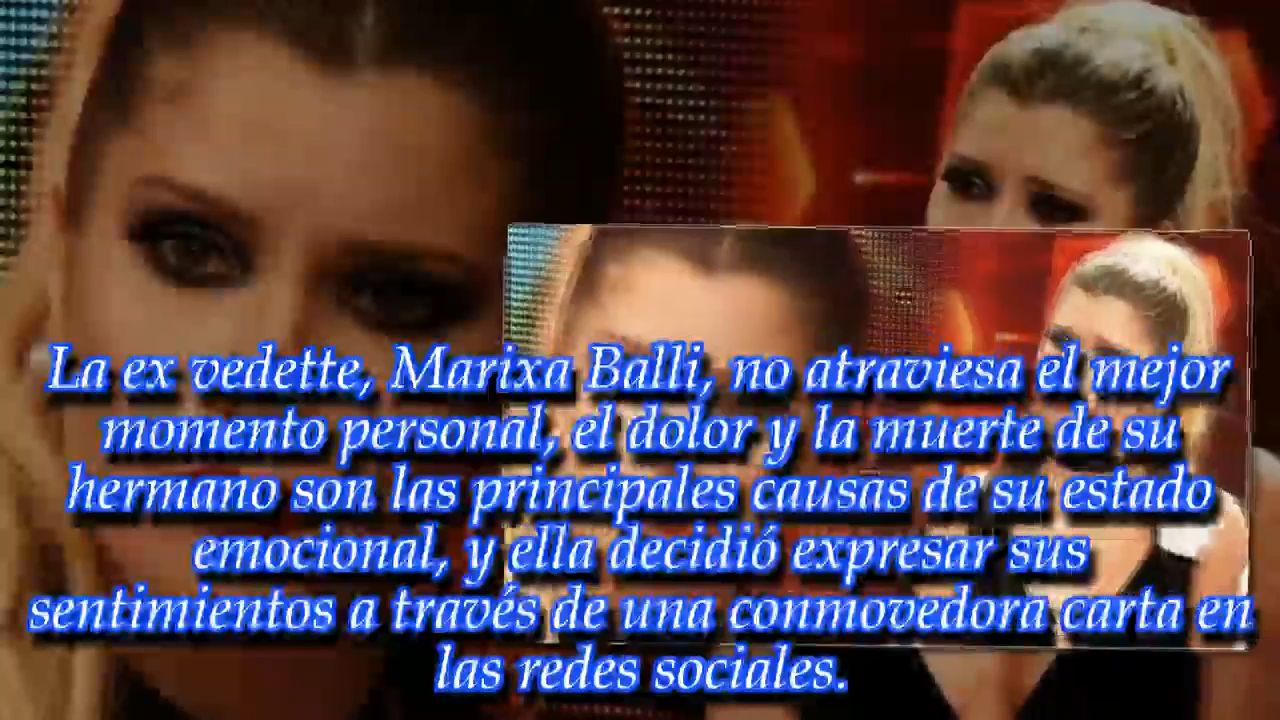 La ex vedette, Marixa Balli, no atraviesa el mejor
momento personal, el dolor y la muerte de su
hermano son las principales causas de su estado
emocional, y ella decidió expresar sus
sentimientos a través de una conmovedora carta en
las redes sociales.